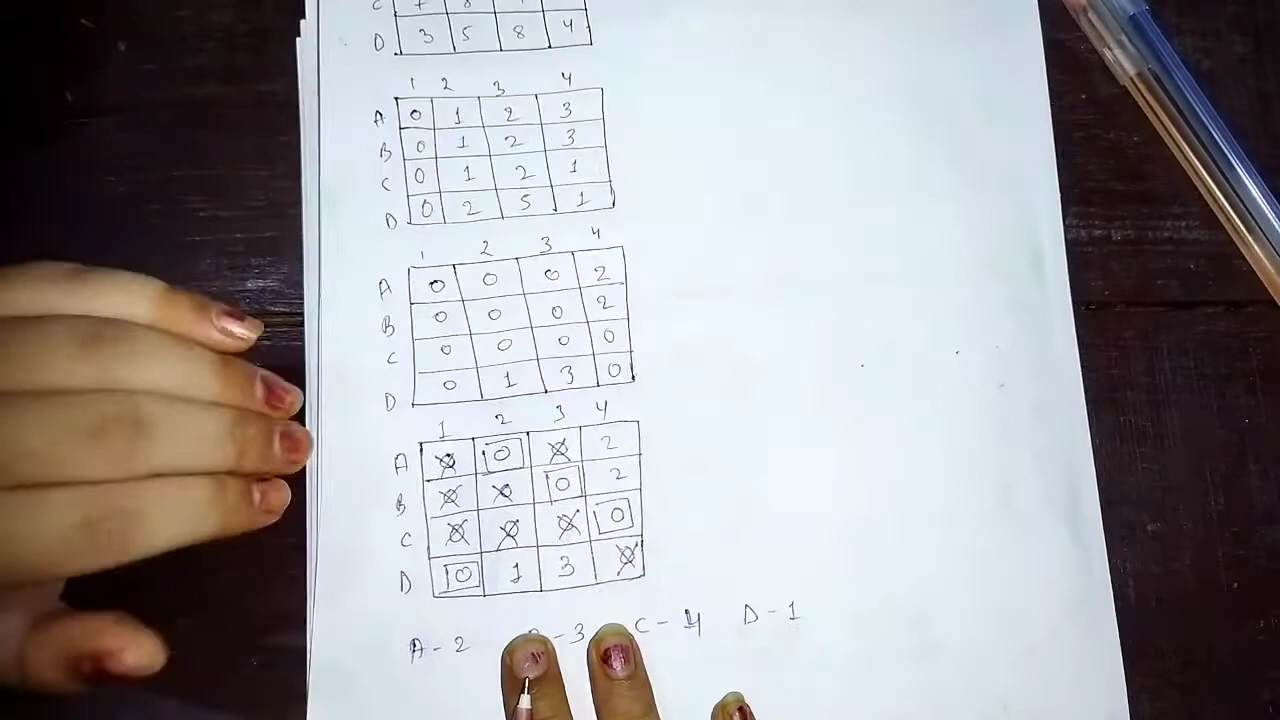 D 3 5 8 4
1 2 3 4
A 0 1 2 3
B 0 1 2 3
C 0 1 2 1
D 0 2 5 1
1 2 3 4
A 0 0 0 2
B 0 0 0 2
C 0 0 0 0
D 0 1 3 0
1 2 3 4
A 0 0 0 2
B 0 0 0 2
C 0 0 0 0
D 0 1 3 0
A - 2 - 3 C - 4 D - 1